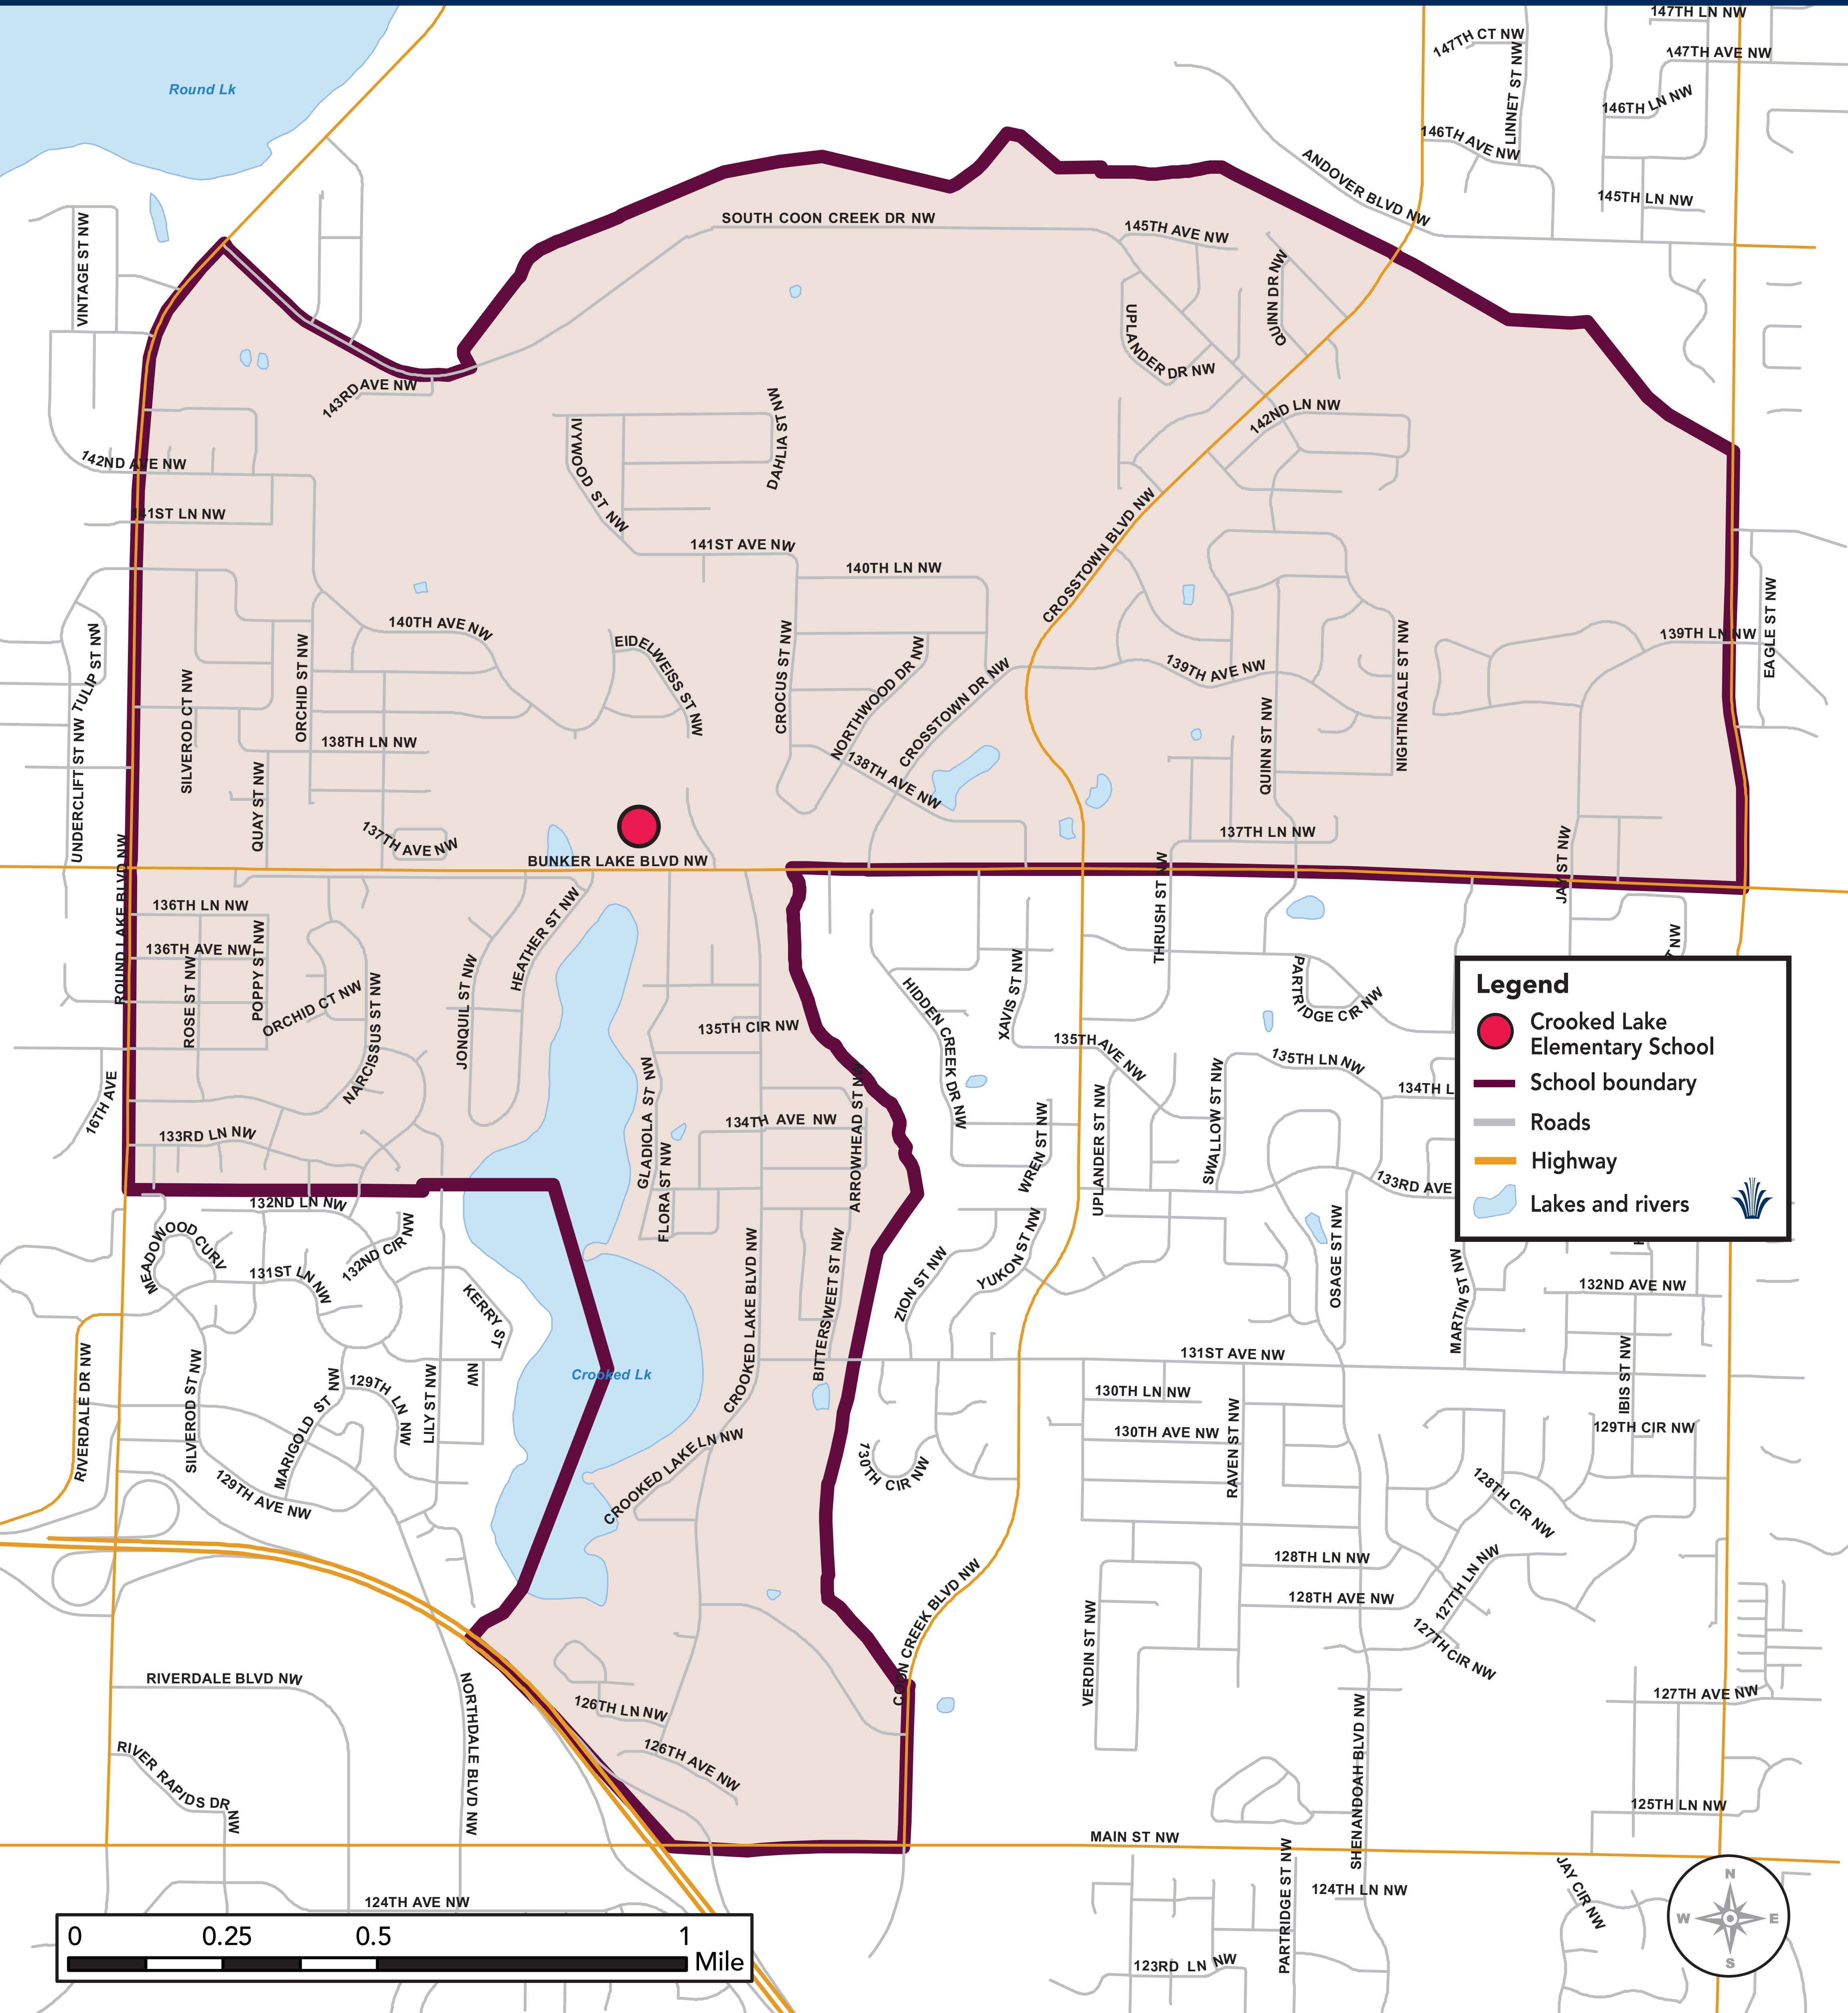 147TH LN NW
147TH CT NW
147TH AVE NW
LINNET ST NW
146TH LN NW
146TH AVE NW
Round Lk
ANDOVER BLVD NW
145TH LN NW
SOUTH COON CREEK DR NW
145TH AVE NW
VINTAGE ST NW
QUINN DR NW
UPLANDER DR NW
143RD AVE NW
DAHLIA ST NW
142ND LN NW
IVYWOOD ST NW
142ND AVE NW
141ST LN NW
141ST AVE NW
CROSSTOWN BLVD NW
140TH LN NW
140TH AVE NW
EIDELWEISS ST NW
TULIP ST NW
139TH LN NW
EAGLE ST NW
SILVEROD CT NW
ORCHID ST NW
CROCUS ST NW
NORTHWOOD DR NW
CROSSTOWN DR NW
139TH AVE NW
NIGHTINGALE ST NW
QUINN ST NW
138TH LN NW
138TH AVE NW
UNDERCLIFT ST NW
QUAY ST NW
137TH AVE NW
137TH LN NW
BUNKER LAKE BLVD NW
JAY ST NW
THRUSH ST NW
ROUND LAKE BLVD NW
136TH LN NW
136TH AVE NW
ROSE ST NW
POPPY ST NW
ORCHID CT NW
NARCISSUS ST NW
JONQUIL ST NW
HEATHER ST NW
T NW
HIDDEN CREEK DR NW
XAVIS ST NW
PARTRIDGE CIR NW
135TH CIR NW
135TH AVE NW
135TH LN NW
16TH AVE
GLADIOLA ST NW
134TH AVE NW
ARROWHEAD ST NW
134TH L
133RD LN NW
FLORA ST NW
WREN ST NW
UPLANDER ST NW
SWALLOW ST NW
133RD AVE
Legend
Crooked Lake
Elementary School
School boundary
Roads
Highway
Lakes and rivers
132ND LN NW
MEADOWOOD CURV
132ND CIR NW
131ST LN NW
KERRY ST
NW
YUKON ST NW
ZION ST NW
OSAGE ST NW
MARTIN ST NW
132ND AVE NW
CROOKED LAKE BLVD NW
BITTERSWEET ST NW
131ST AVE NW
Crooked Lk
RIVERDALE DR NW
SILVEROD ST NW
MARIGOLD ST NW
129TH LN NW
LILY ST NW
130TH LN NW
130TH AVE NW
IBIS ST NW
129TH CIR NW
CROOKED LAKE LN NW
130TH CIR NW
RAVEN ST NW
129TH AVE NW
128TH CIR NW
128TH LN NW
128TH AVE NW
127TH LN NW
127TH CIR NW
COON CREEK BLVD NW
VERDIN ST NW
RIVERDALE BLVD NW
NORTHDALE BLVD NW
126TH LN NW
126TH AVE NW
127TH AVE NW
SHENANDOAH BLVD NW
RIVER RAPIDS DR NW
125TH LN NW
MAIN ST NW
PARTRIDGE ST NW
124TH LN NW
JAY CIR NW
124TH AVE NW
123RD LN NW
0 0.25 0.5 1
Mile
N
W E
S